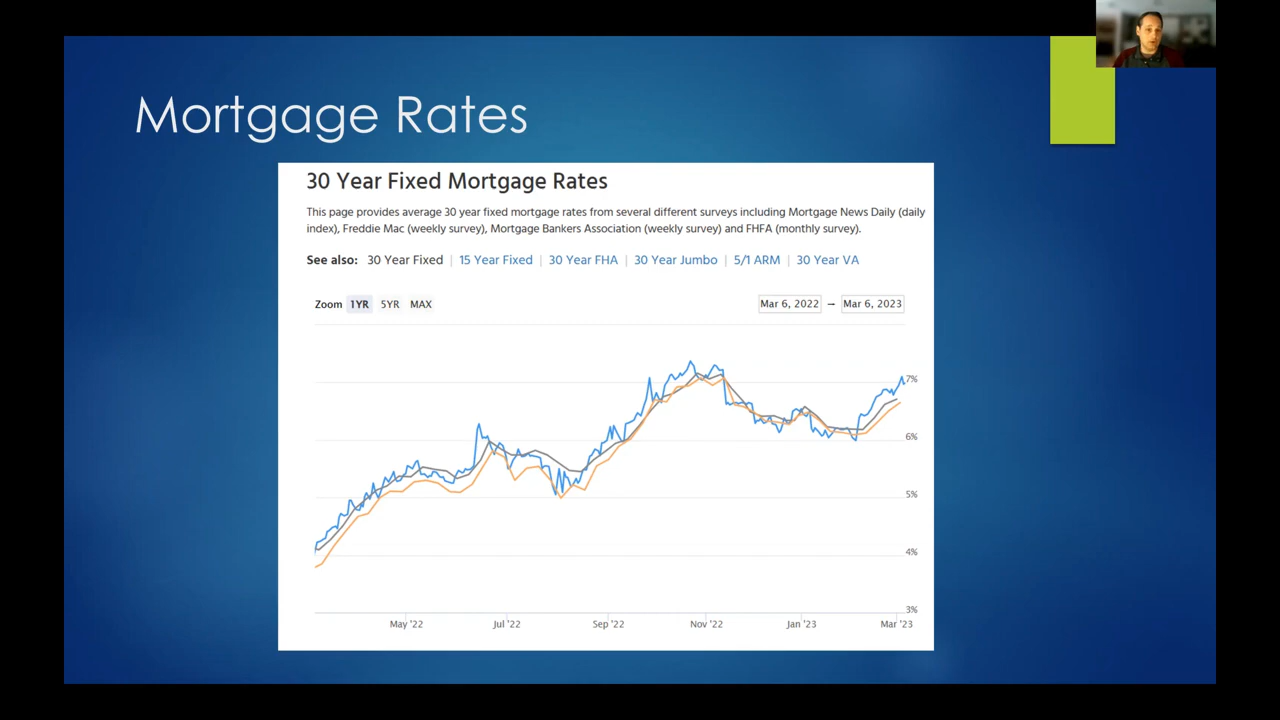 Mortgage Rates
30 Year Fixed Mortgage Rates
This page provides average 30 year fixed mortgage rates from several different surveys including Mortgage News Daily (daily
index), Freddie Mac (weekly survey), Mortgage Bankers Association (weekly survey) and FHFA (monthly survey).
See also: 30 Year Fixed | 15 Year Fixed | 30 Year FHA | 30 Year Jumbo | 5/1 ARM | 30 Year VA
Zoom 1YR 5YR MAX Mar 6, 2022 → Mar 6, 2023
7%
6%
5%
4%
3%
May '22 Jul '22 Sep '22 Nov '22 Jan '23 Mar '23